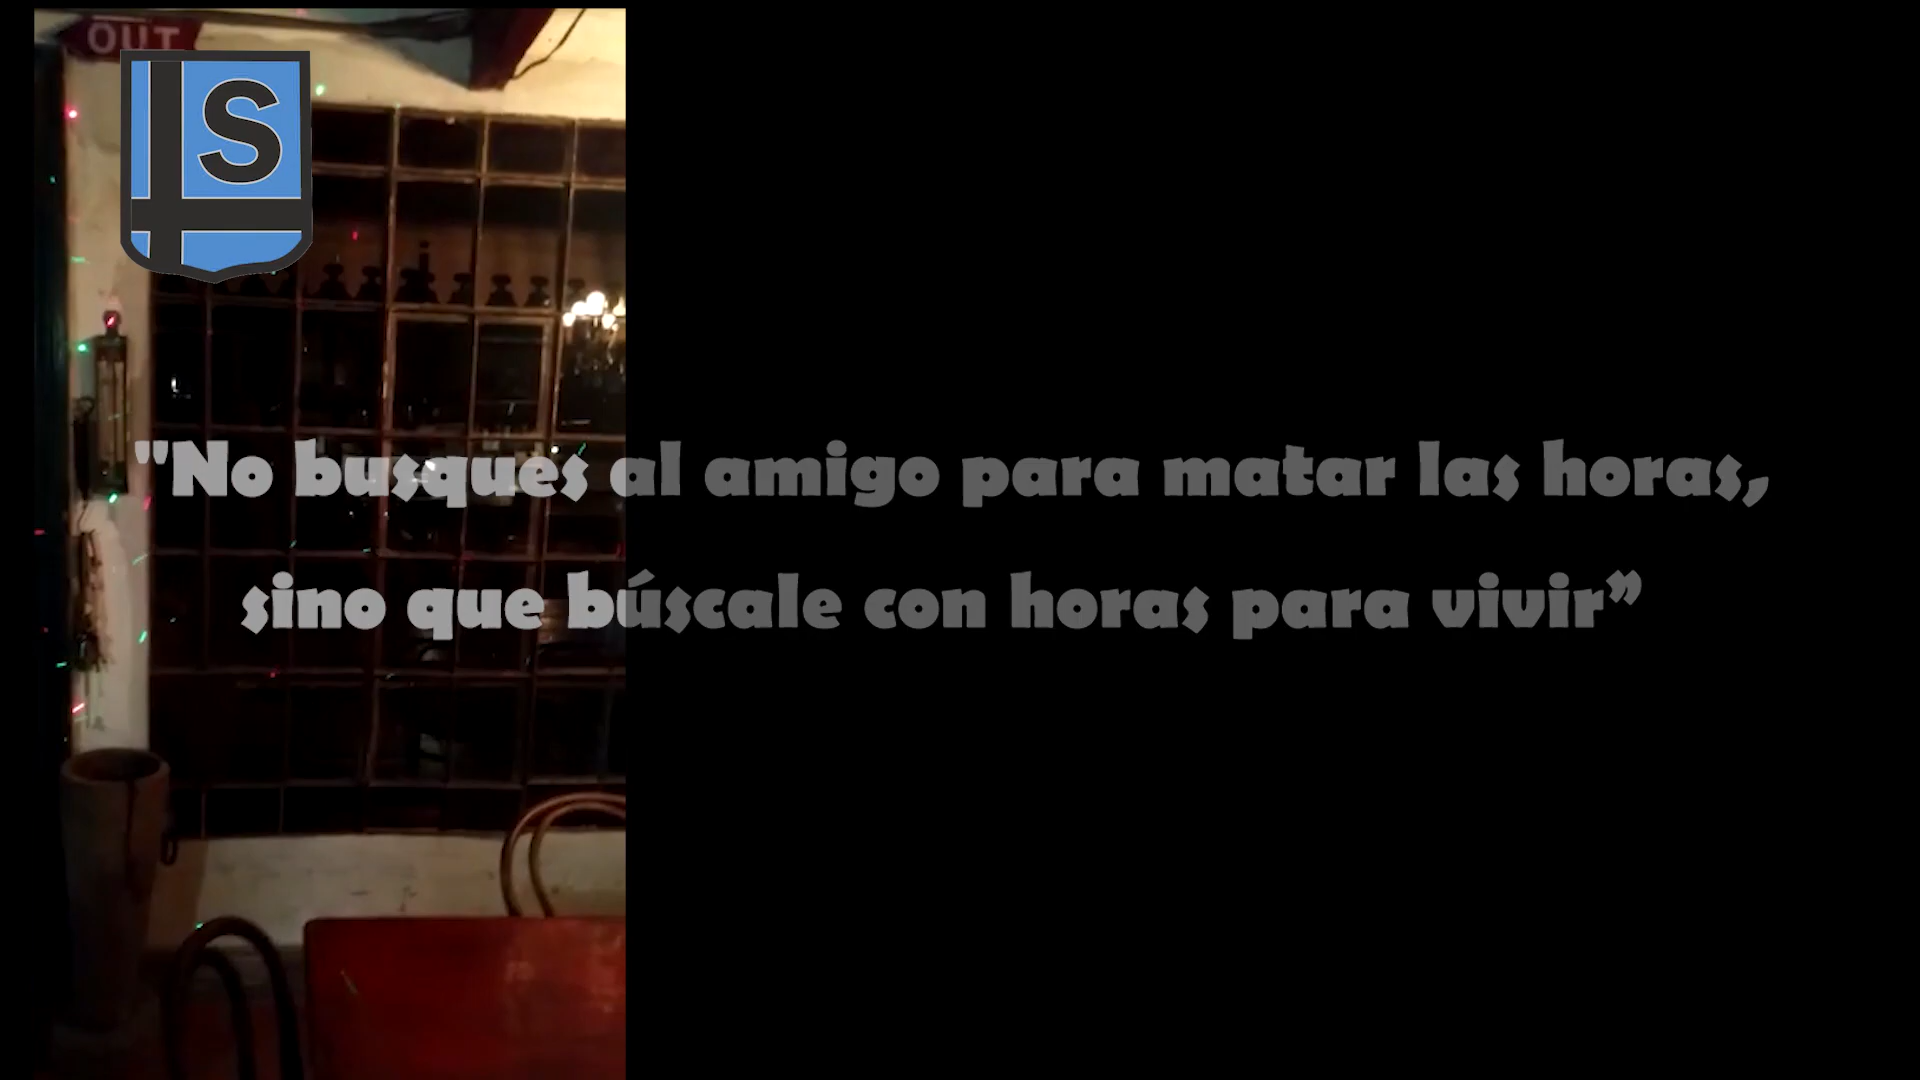 OUT
S
"No busques al amigo para matar las horas,
sino que búscale con horas para vivir”